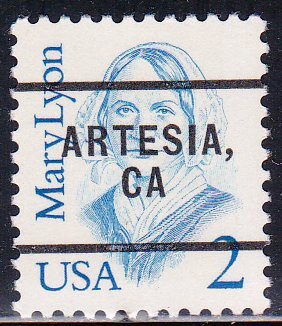 Mary Lyon
ARTESIA,
CA
USA 2